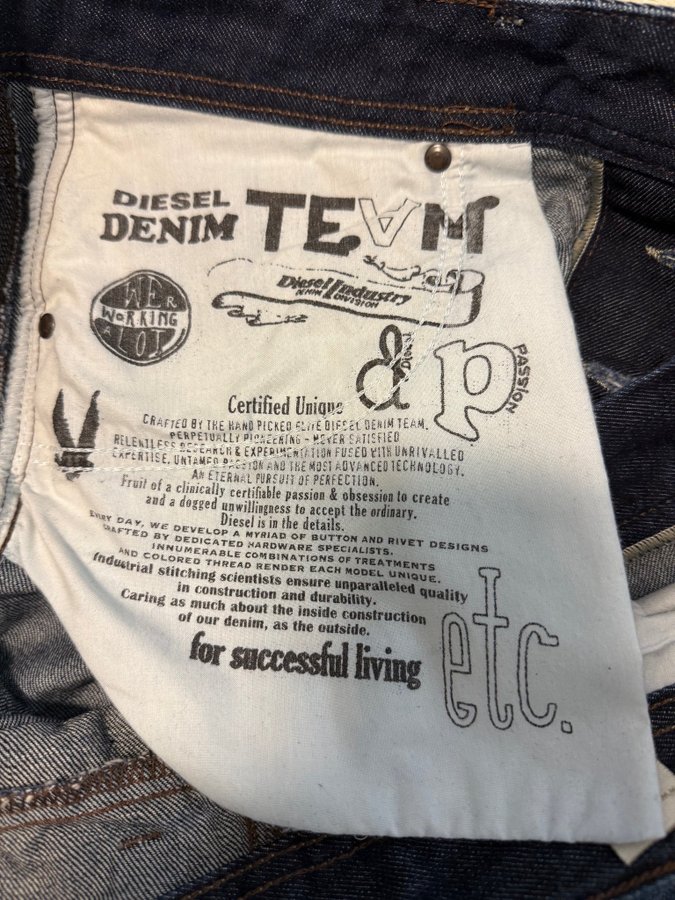 DIESEL
DENIM TEAM
WE'R
WORKING
A LOT
Diesel Industry
DENIM DIVISION
d
DIESEL
p
PASSION
Certified Unique
CRAFTED BY THE HAND PICKED ELITE DIESEL DENIM TEAM.
PERPETUALLY PIONEERING - NEVER SATISFIED
RELENTLESS RESEARCH & EXPERIMENTATION FUSED WITH UNRIVALLED
EXPERTISE, UNTAMED PASSION AND THE MOST ADVANCED TECHNOLOGY.
AN ETERNAL PURSUIT OF PERFECTION.
Fruit of a clinically certifiable passion & obsession to create
and a dogged unwillingness to accept the ordinary.
Diesel is in the details.
EVERY DAY, WE DEVELOP A MYRIAD OF BUTTON AND RIVET DESIGNS
CRAFTED BY DEDICATED HARDWARE SPECIALISTS.
INNUMERABLE COMBINATIONS OF TREATMENTS
AND COLORED THREAD RENDER EACH MODEL UNIQUE.
Industrial stitching scientists ensure unparalleled quality
in construction and durability.
Caring as much about the inside construction
of our denim, as the outside.
for successful living
etc.